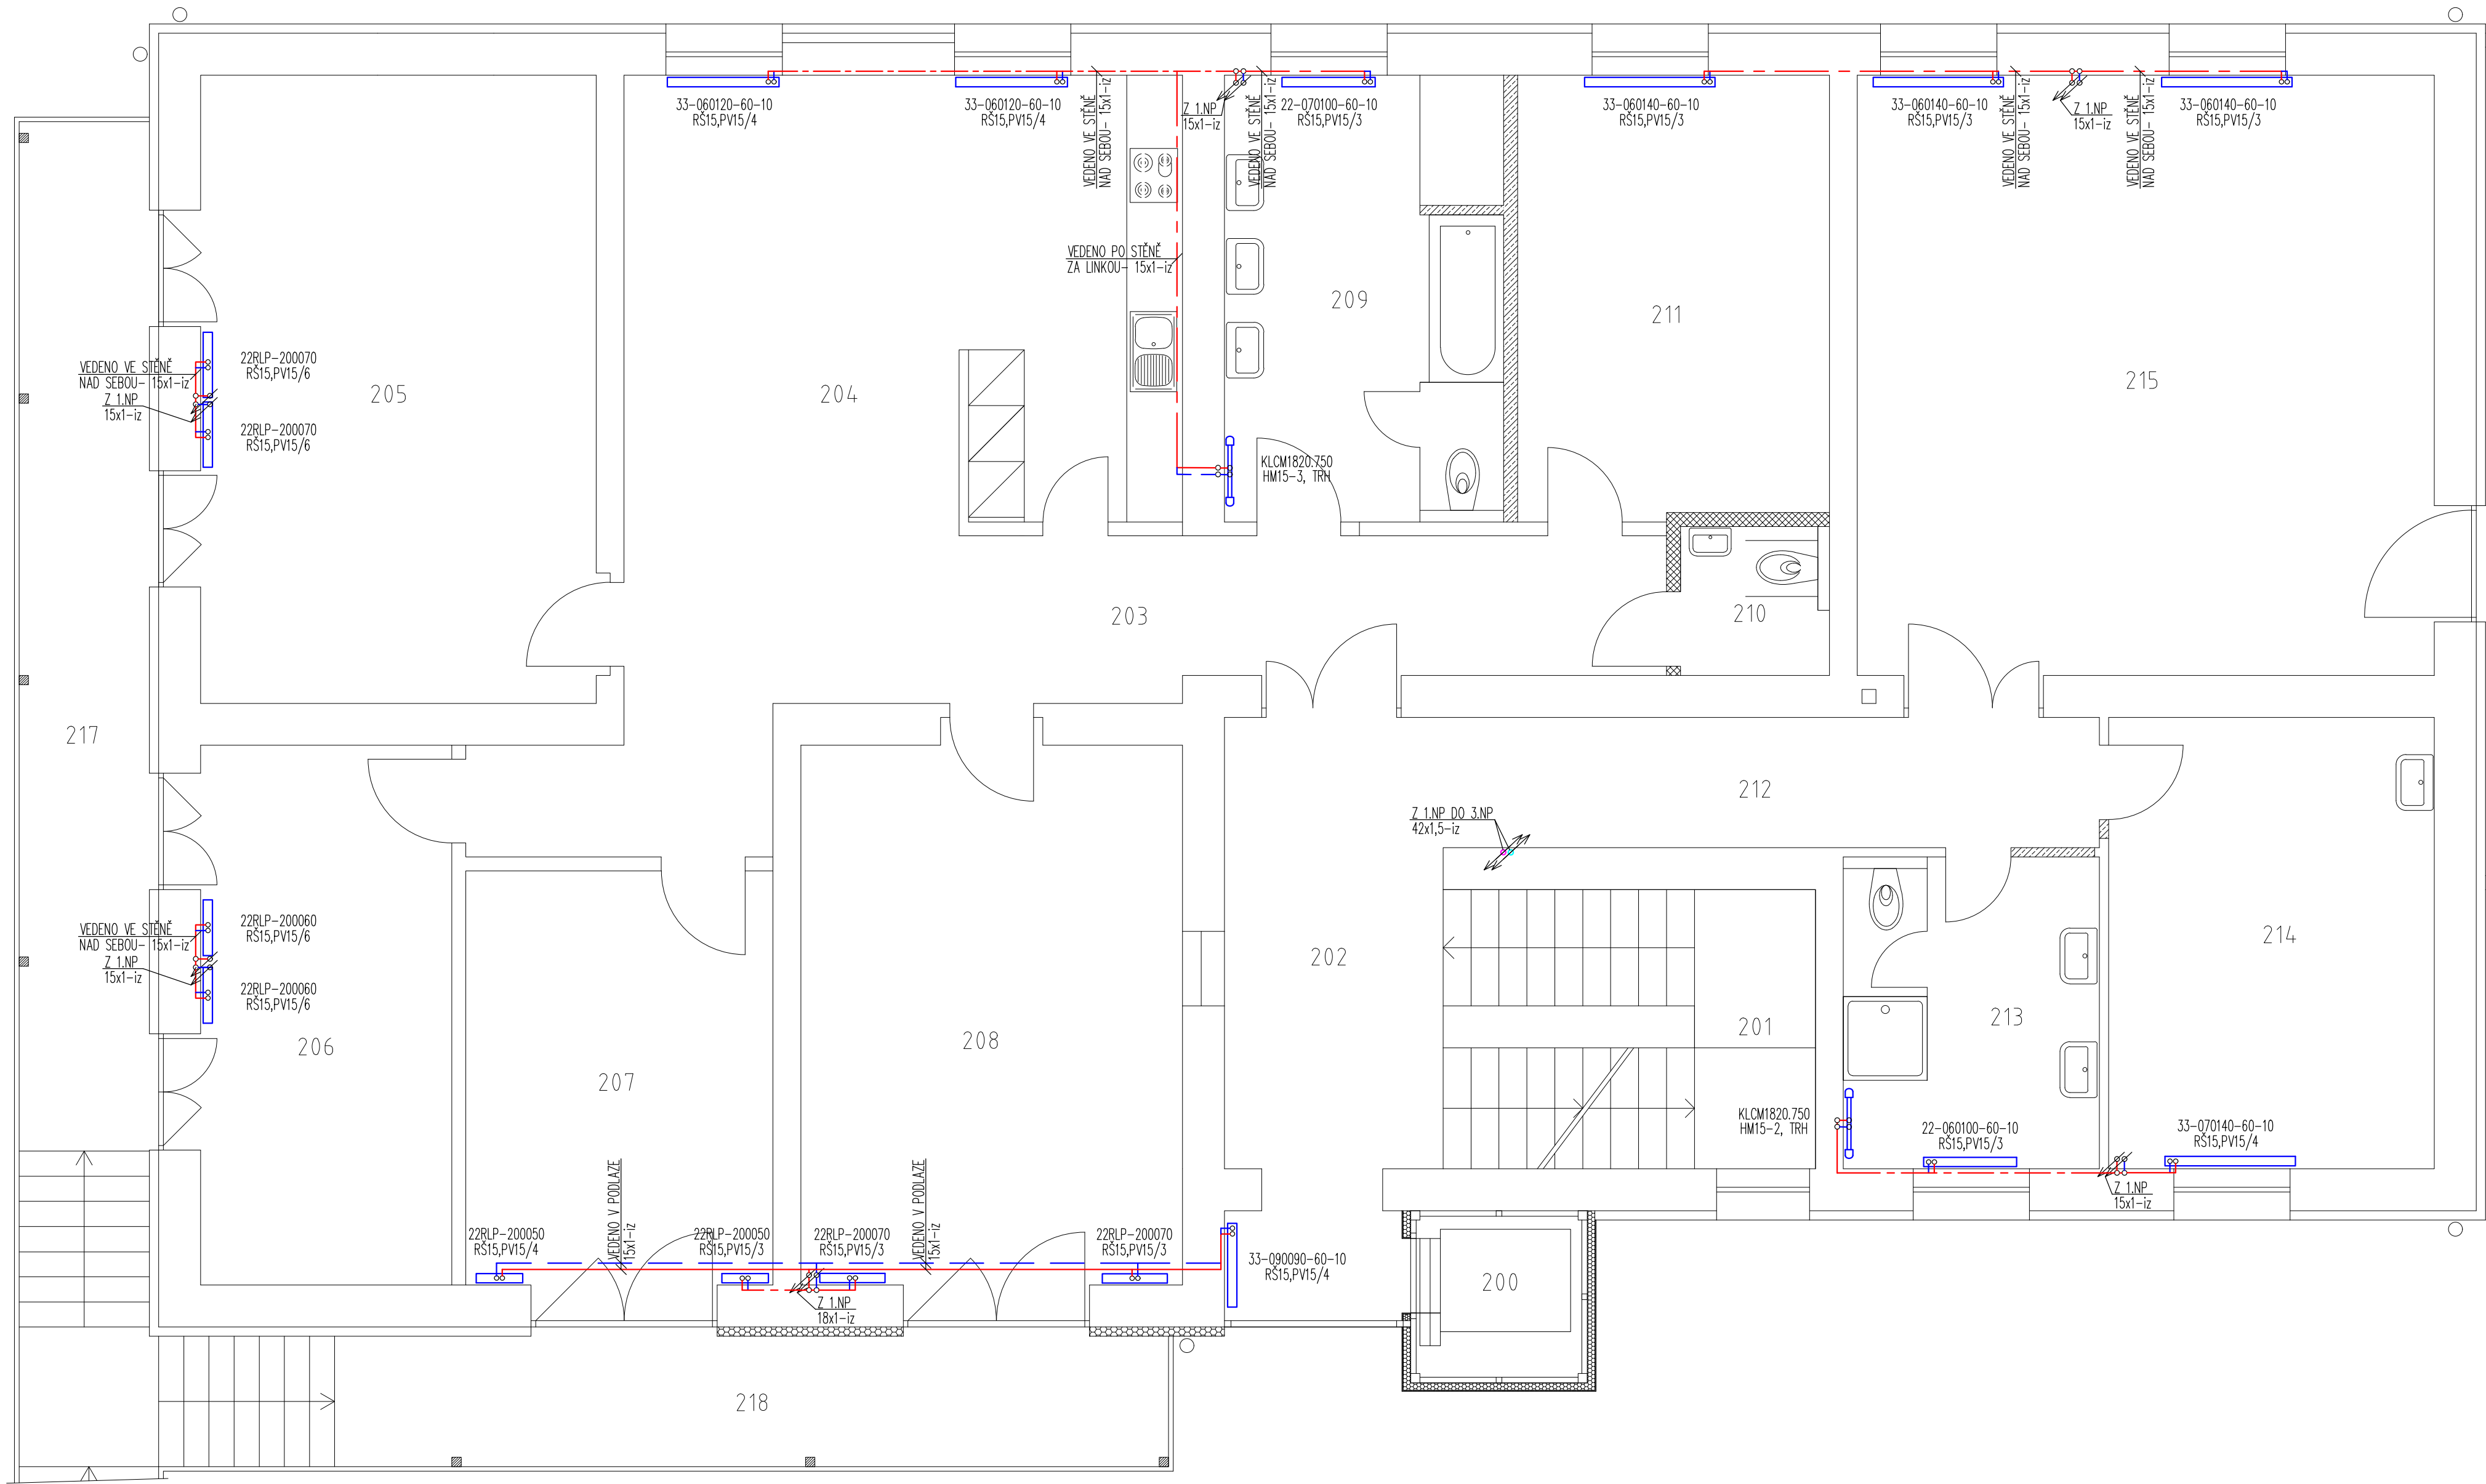 33-060120-60-10
RŠ15,PV15/4
33-060120-60-10
RŠ15,PV15/4
VEDENO VE STĚNĚ
NAD SEBOU- 15x1-iz
Z 1.NP
15x1-iz
VEDENO VE STĚNĚ
NAD SEBOU- 15x1-iz
22-070100-60-10
RŠ15,PV15/3
33-060140-60-10
RŠ15,PV15/3
33-060140-60-10
RŠ15,PV15/3
VEDENO VE STĚNĚ
NAD SEBOU- 15x1-iz
Z 1.NP
15x1-iz
VEDENO VE STĚNĚ
NAD SEBOU- 15x1-iz
33-060140-60-10
RŠ15,PV15/3
VEDENO PO STĚNĚ
ZA LINKOU- 15x1-iz
209
211
VEDENO VE STĚNĚ
NAD SEBOU- 15x1-iz
Z 1.NP
15x1-iz
22RLP-200070
RŠ15,PV15/6
22RLP-200070
RŠ15,PV15/6
205
204
215
KLCM1820.750
HM15-3, TRH
203
210
217
212
Z 1.NP DO 3.NP
42x1,5-iz
VEDENO VE STĚNĚ
NAD SEBOU- 15x1-iz
Z 1.NP
15x1-iz
22RLP-200060
RŠ15,PV15/6
22RLP-200060
RŠ15,PV15/6
206
207
208
202
201
213
214
KLCM1820.750
HM15-2, TRH
22-060100-60-10
RŠ15,PV15/3
33-070140-60-10
RŠ15,PV15/4
Z 1.NP
15x1-iz
22RLP-200050
RŠ15,PV15/4
VEDENO V PODLAZE
15x1-iz
22RLP-200050
RŠ15,PV15/3
22RLP-200070
RŠ15,PV15/3
VEDENO V PODLAZE
15x1-iz
22RLP-200070
RŠ15,PV15/3
33-090090-60-10
RŠ15,PV15/4
Z 1.NP
18x1-iz
200
218